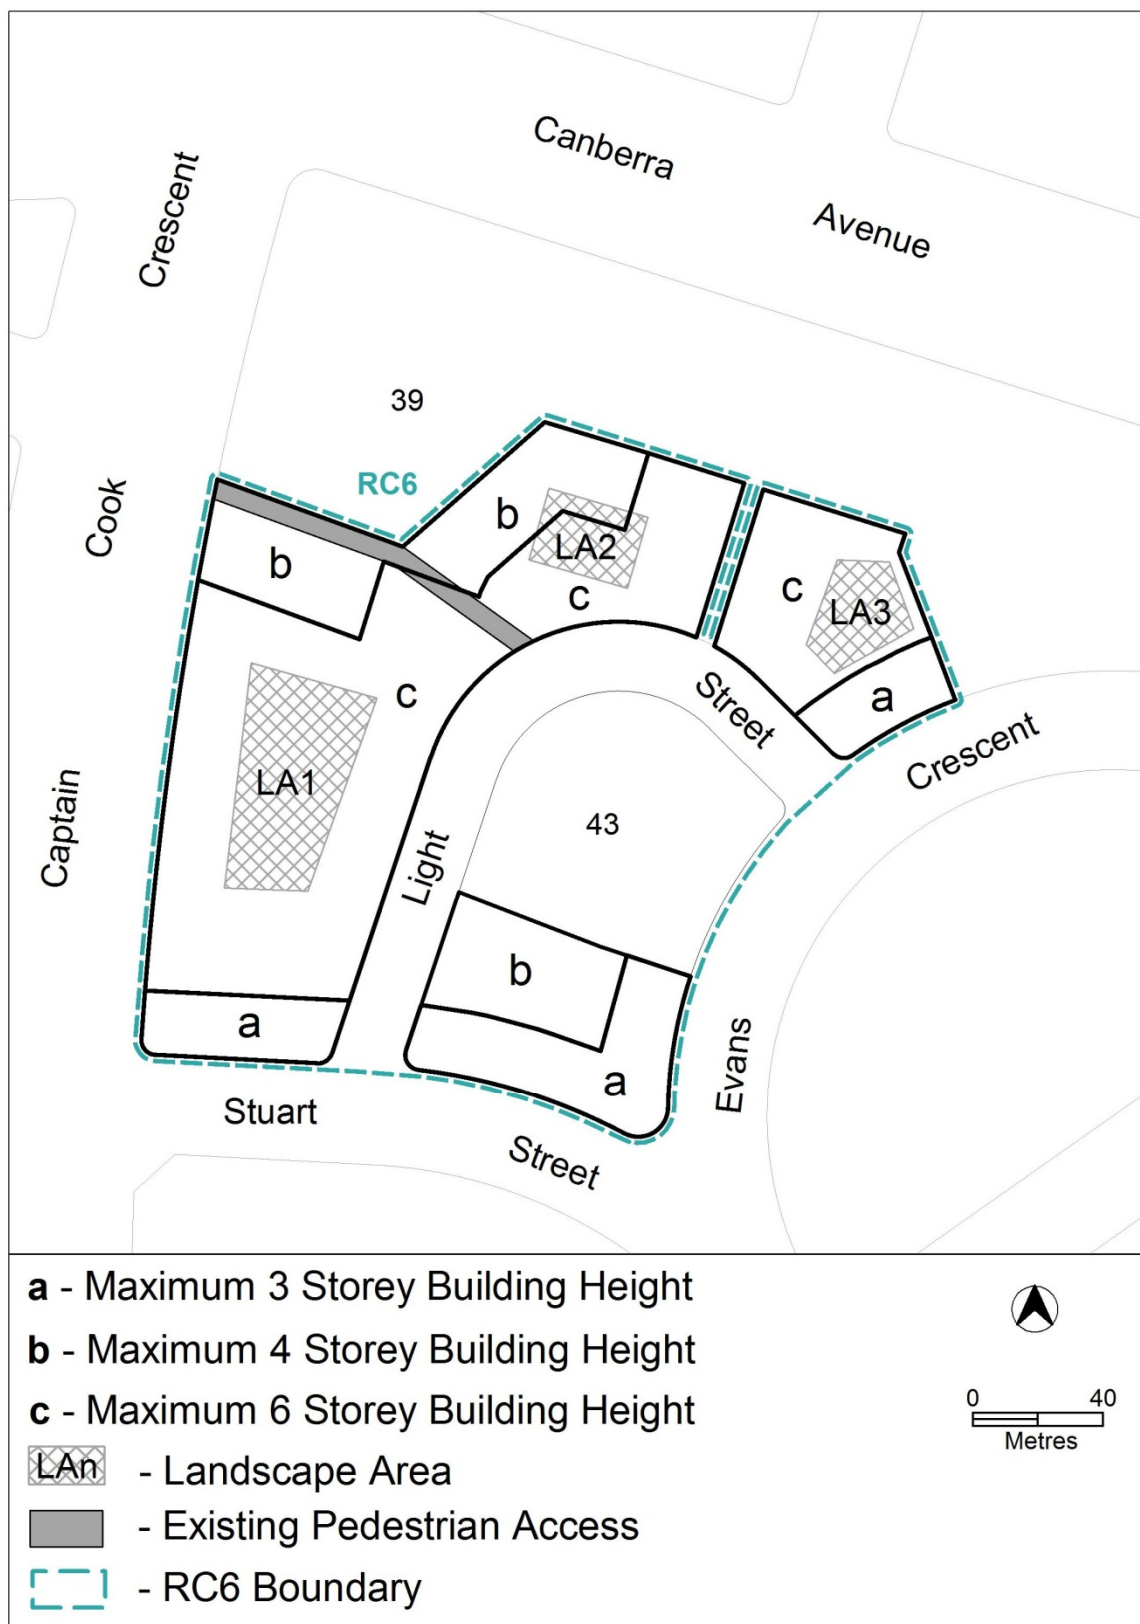 Canberra
Avenue
Crescent
39
RC6
Cook
b
b
LA2
c
c
LA3
a
c
Street
Crescent
LA1
Captain
43
Light
b
a
a
Evans
Stuart
Street
a - Maximum 3 Storey Building Height
b - Maximum 4 Storey Building Height
c - Maximum 6 Storey Building Height
0 40
Metres
LAn - Landscape Area
- Existing Pedestrian Access
- RC6 Boundary